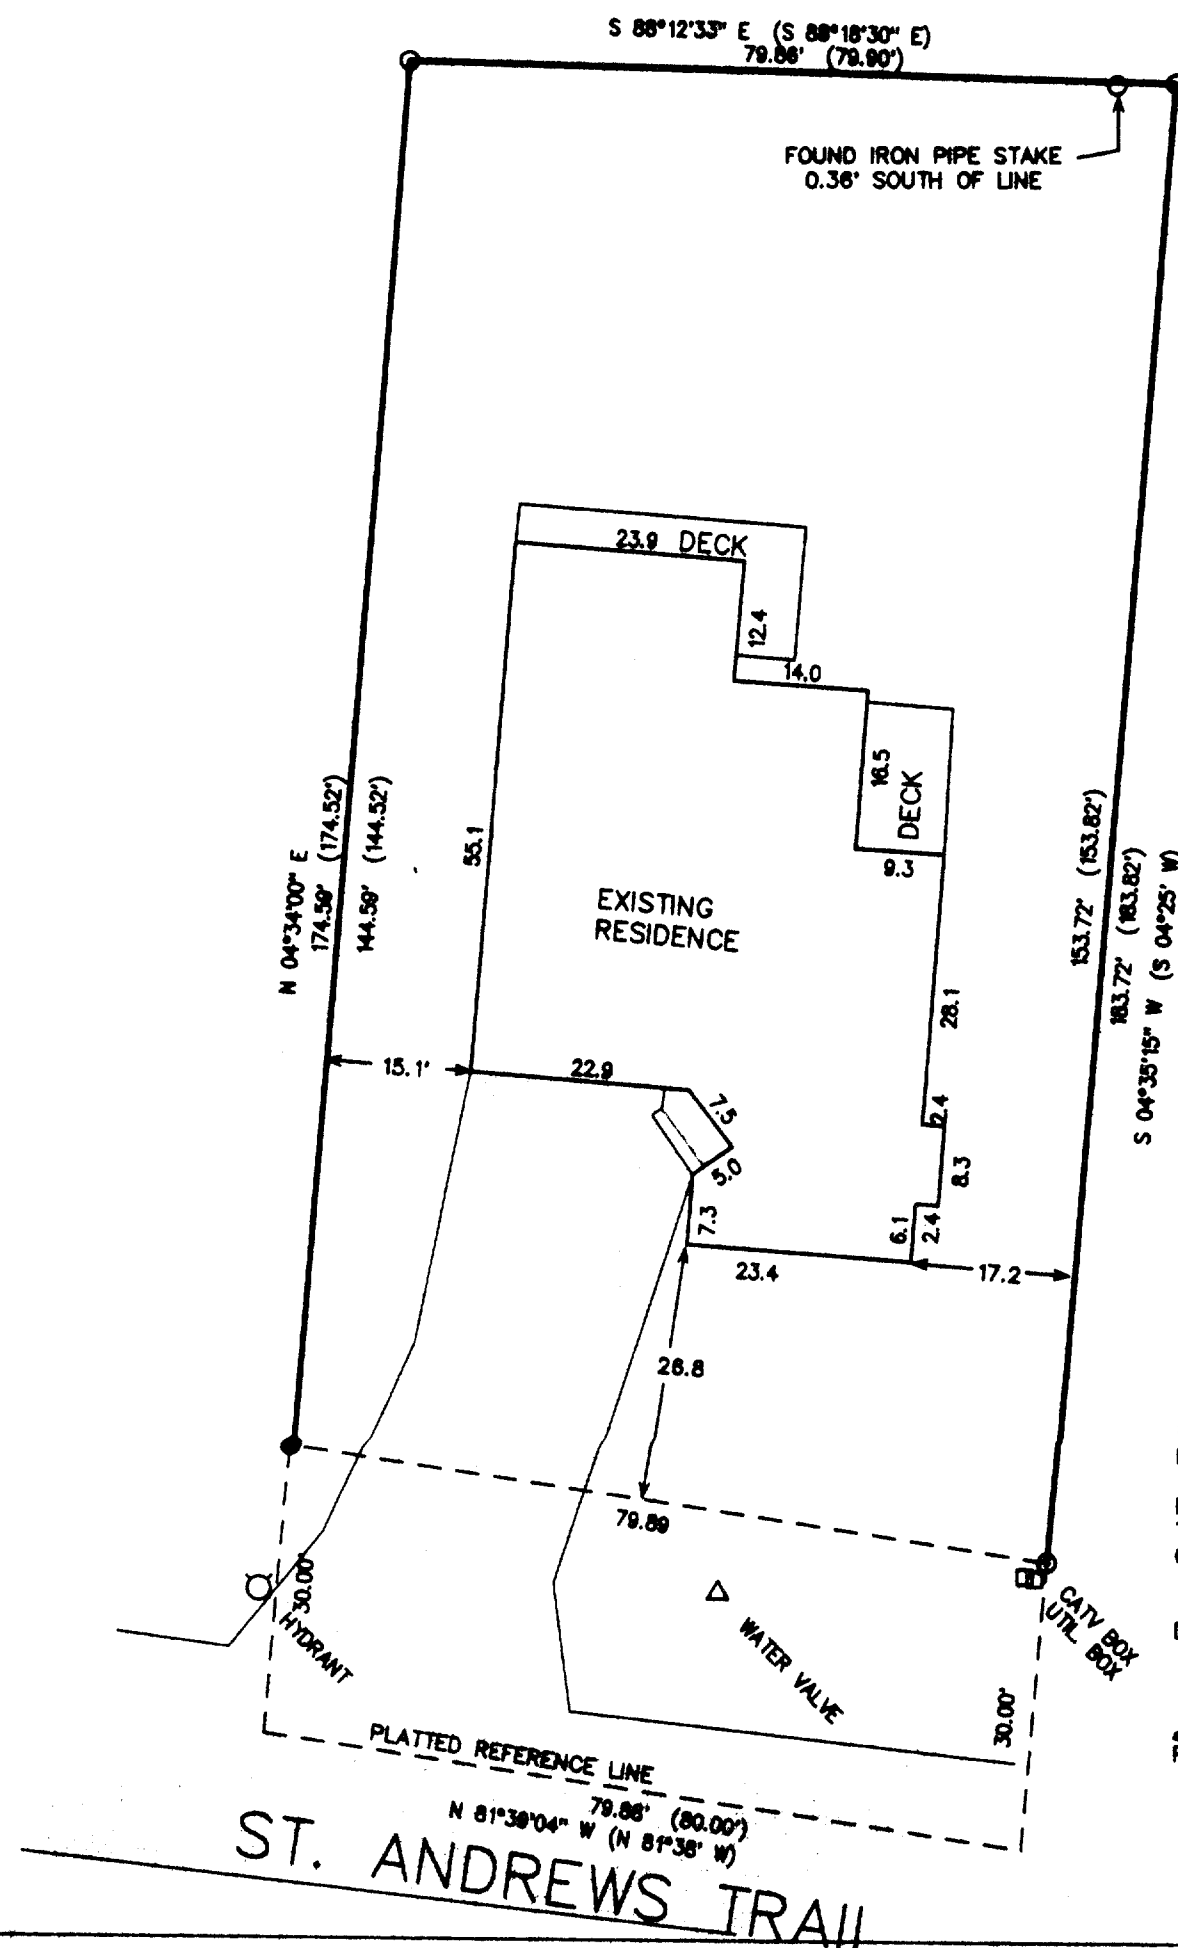 S 88°12'33" E (S 88°18'30" E)
79.86' (79.90')
FOUND IRON PIPE STAKE
0.36' SOUTH OF LINE
23.9 DECK
12.4
14.0
16.5
DECK
9.3
55.1
EXISTING
RESIDENCE
N 04°34'00" E
174.59' (174.52')
144.59' (144.52')
153.72' (153.82')
183.72' (183.82')
S 04°35'15" W (S 04°25' W)
28.1
15.1'
22.9
7.5
2.4
5.0
8.3
7.3
6.1
2.4
23.4
17.2
26.8
79.89
30.00'
HYDRANT
WATER VALVE
CATV BOX
UTIL. BOX
30.00'
PLATTED REFERENCE LINE
79.86' (80.00')
N 81°39'04" W (N 81°38' W)
ST. ANDREWS TRAIL